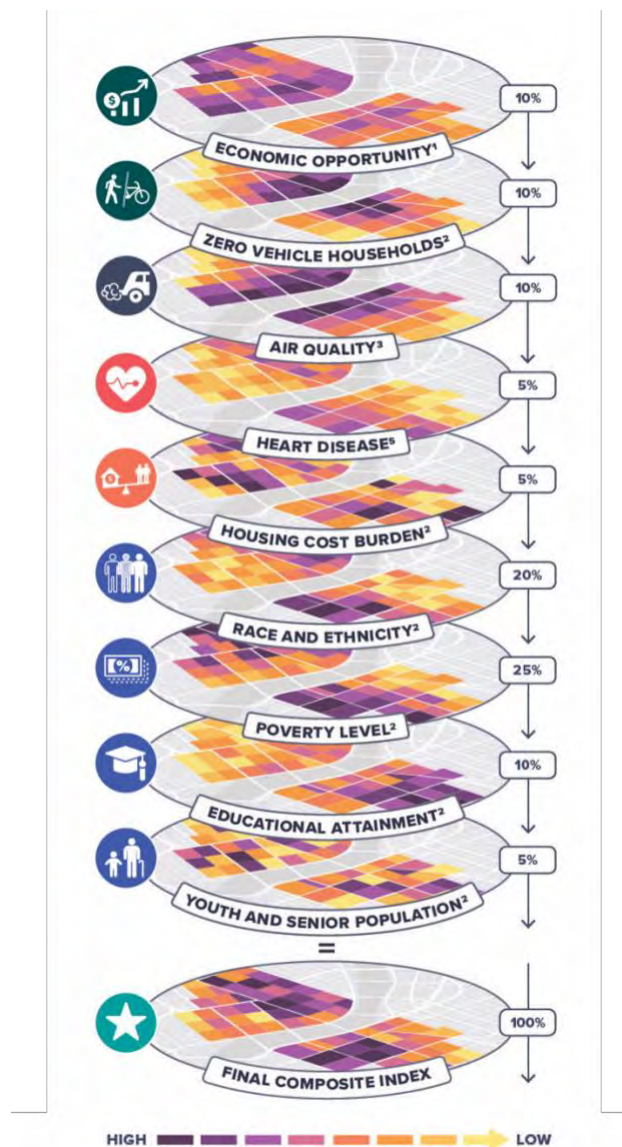 10%
ECONOMIC OPPORTUNITY¹
10%
ZERO VEHICLE HOUSEHOLDS²
10%
AIR QUALITY³
5%
HEART DISEASE⁵
5%
HOUSING COST BURDEN²
20%
RACE AND ETHNICITY²
25%
POVERTY LEVEL²
10%
EDUCATIONAL ATTAINMENT²
5%
YOUTH AND SENIOR POPULATION²
=
100%
FINAL COMPOSITE INDEX
HIGH LOW